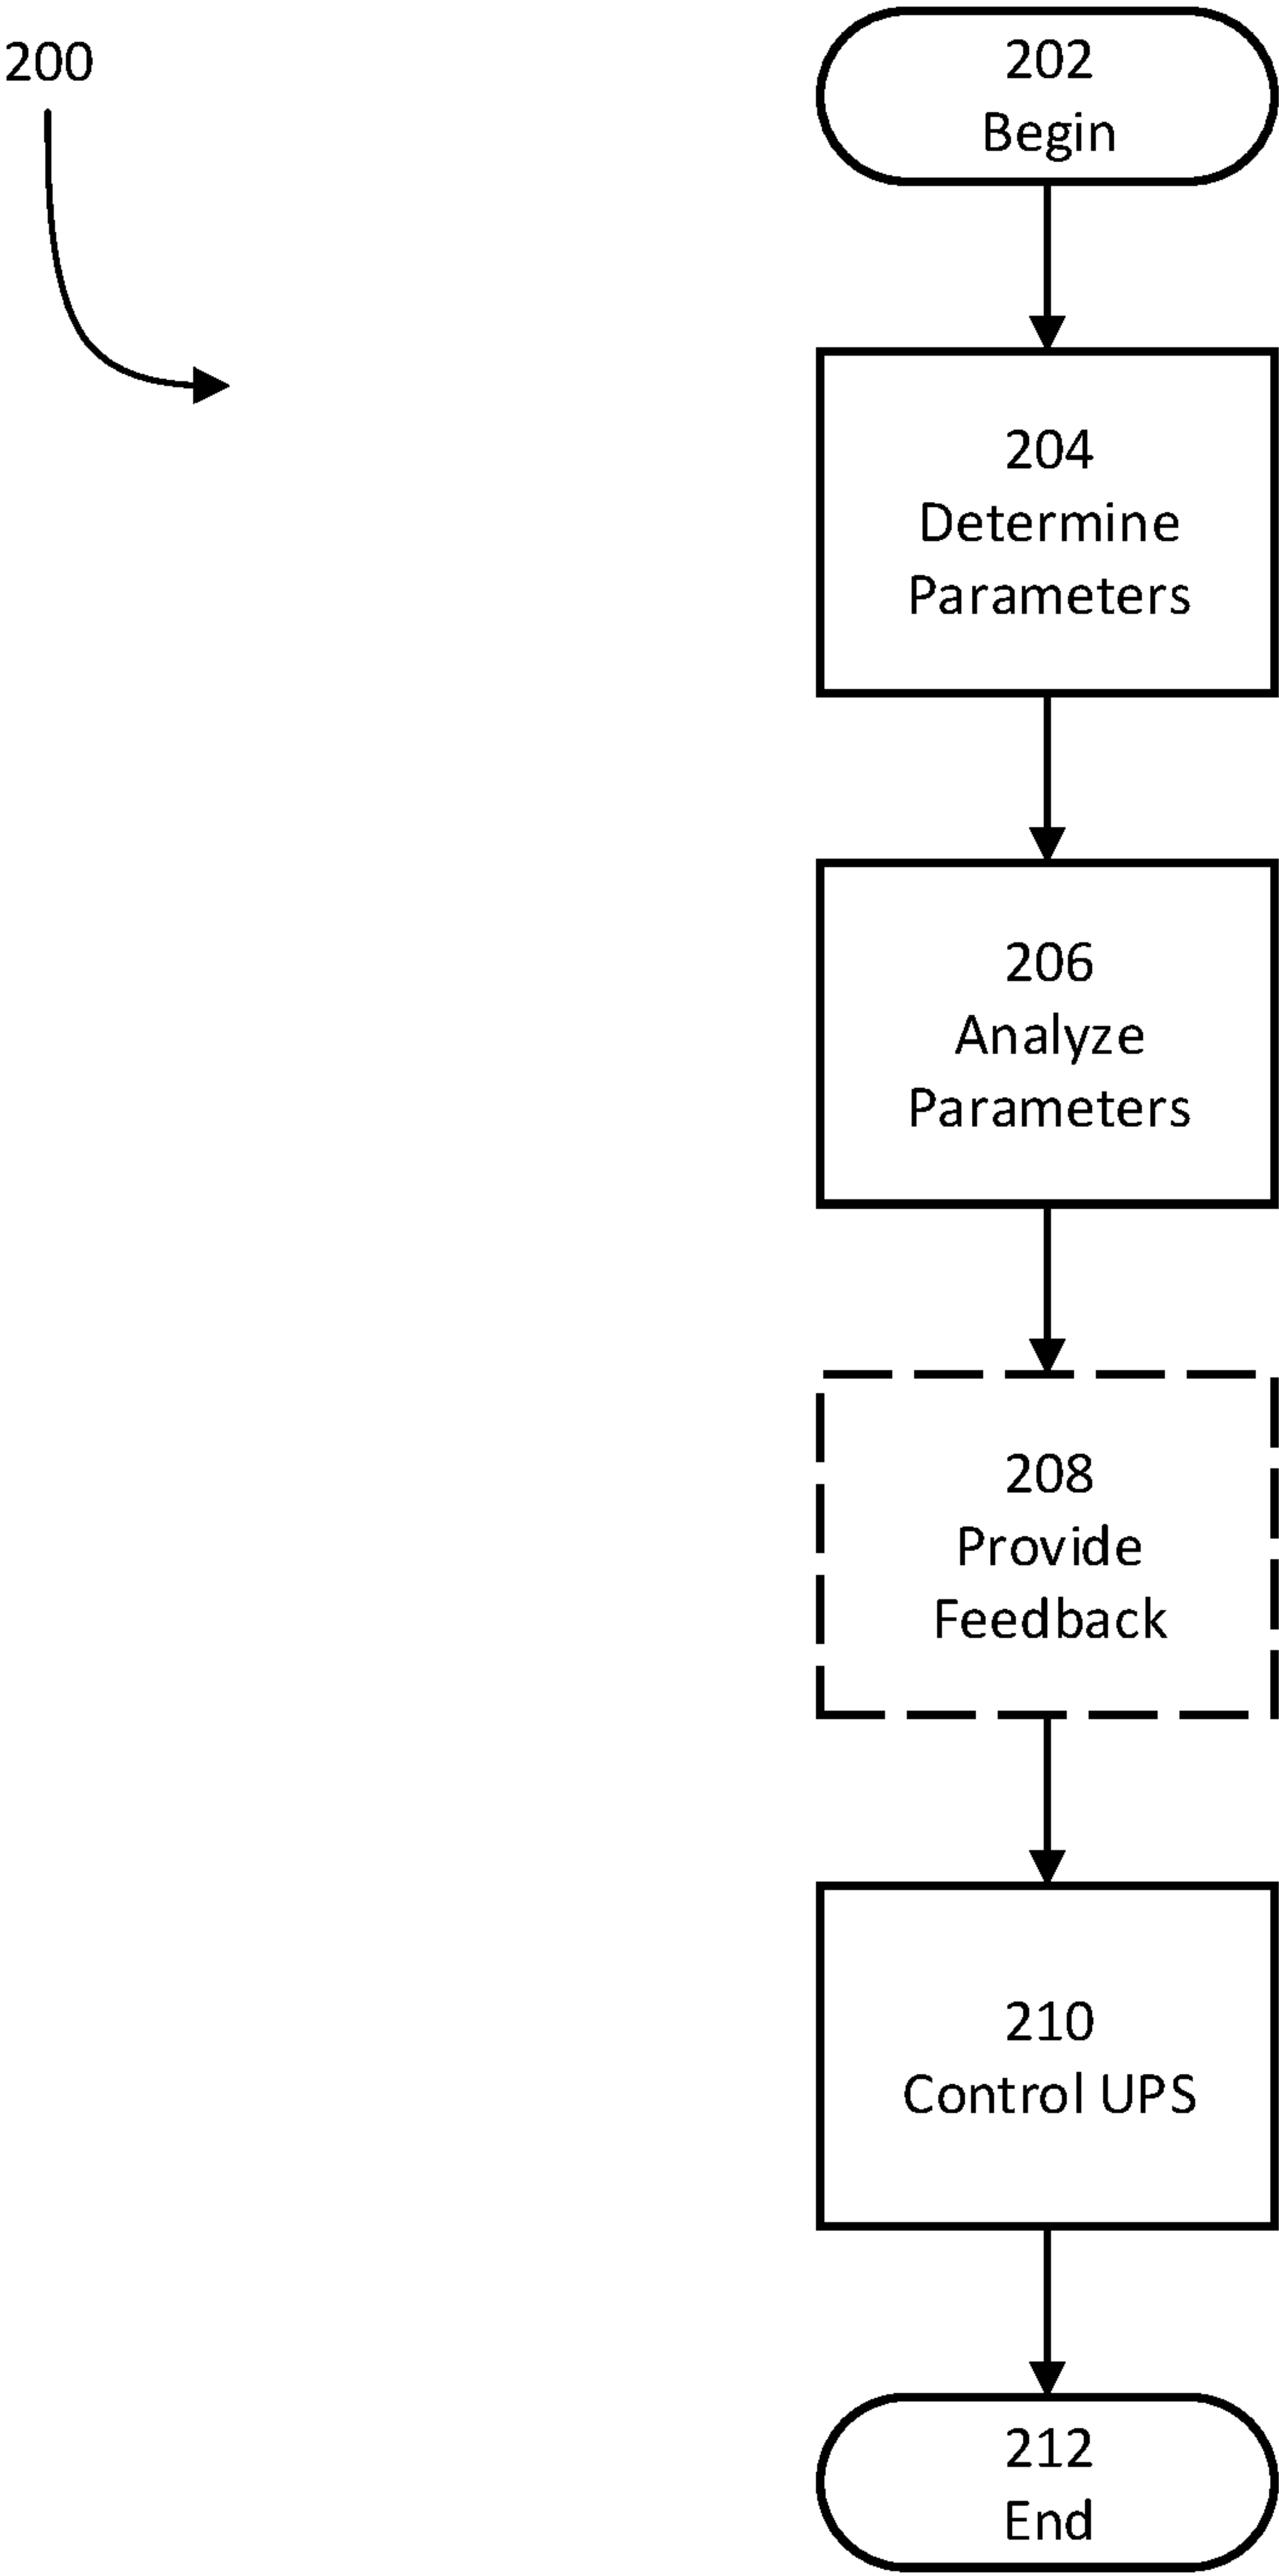 200
202
Begin
204
Determine
Parameters
206
Analyze
Parameters
208
Provide
Feedback
210
Control UPS
212
End